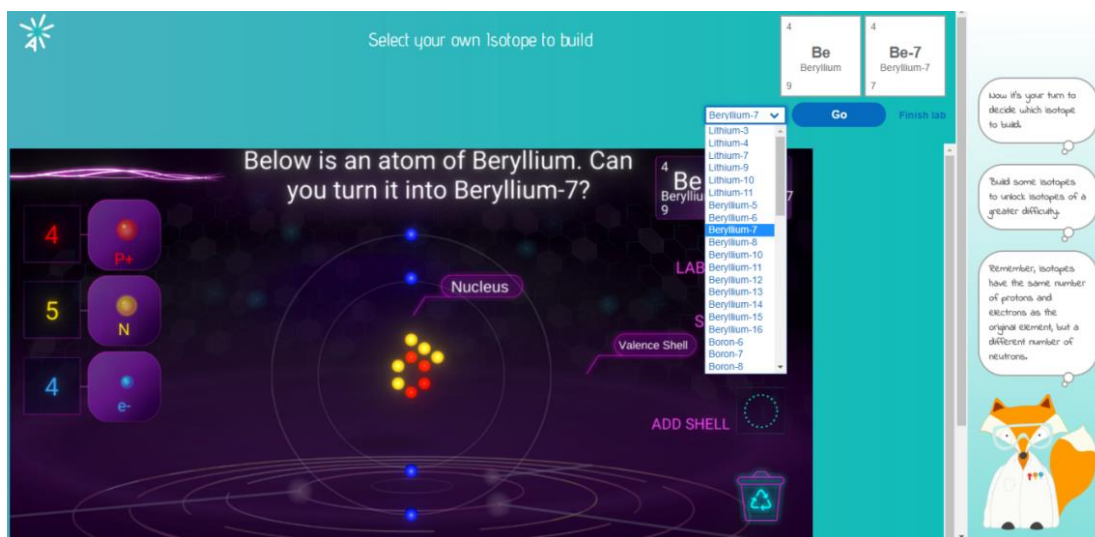 Select your own Isotope to build
4
Be
Beryllium
9
4
Be-7
Beryllium-7
7
Beryllium-7
Go
Finish lab
Lithium-3
Lithium-4
Lithium-7
Lithium-9
Lithium-10
Lithium-11
Beryllium-5
Beryllium-6
Beryllium-7
Beryllium-8
Beryllium-10
Beryllium-11
Beryllium-12
Beryllium-13
Beryllium-14
Beryllium-15
Beryllium-16
Boron-6
Boron-7
Boron-8
Below is an atom of Beryllium. Can
you turn it into Beryllium-7?
4
Be
Berylliu
9
7
4
P+
5
N
4
e-
Nucleus
LAB
S
Valence Shell
ADD SHELL
Now it's your turn to
decide which isotope
to build.
Build some isotopes
to unlock isotopes of a
greater difficulty.
Remember, isotopes
have the same number
of protons and
electrons as the
original element, but a
different number of
neutrons.